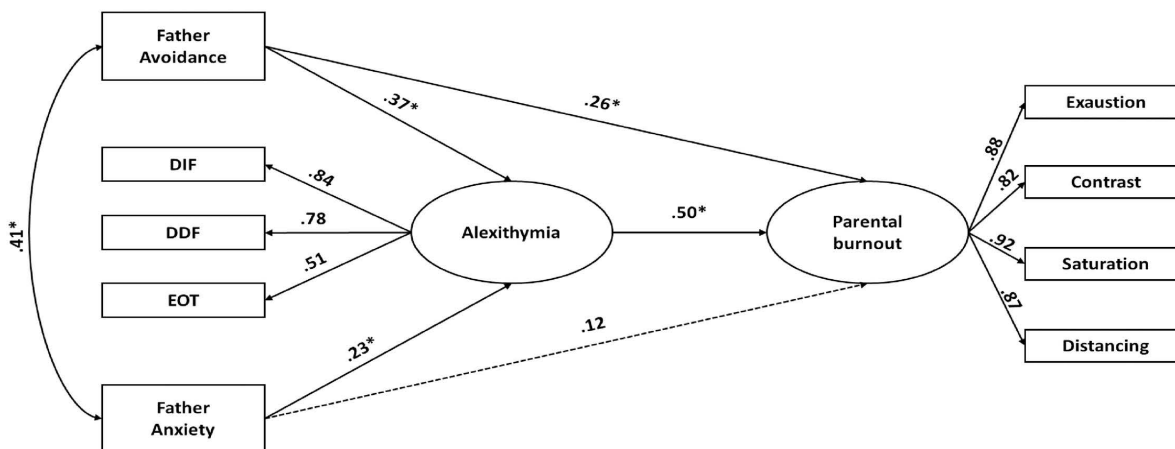 Father
Avoidance
.37*
.26*
Exaustion
.88
DIF
.84
Contrast
.82
DDF
.78
Alexithymia
.50*
Parental
burnout
.41*
.92
Saturation
EOT
.51
.87
.12
.23*
Distancing
Father
Anxiety